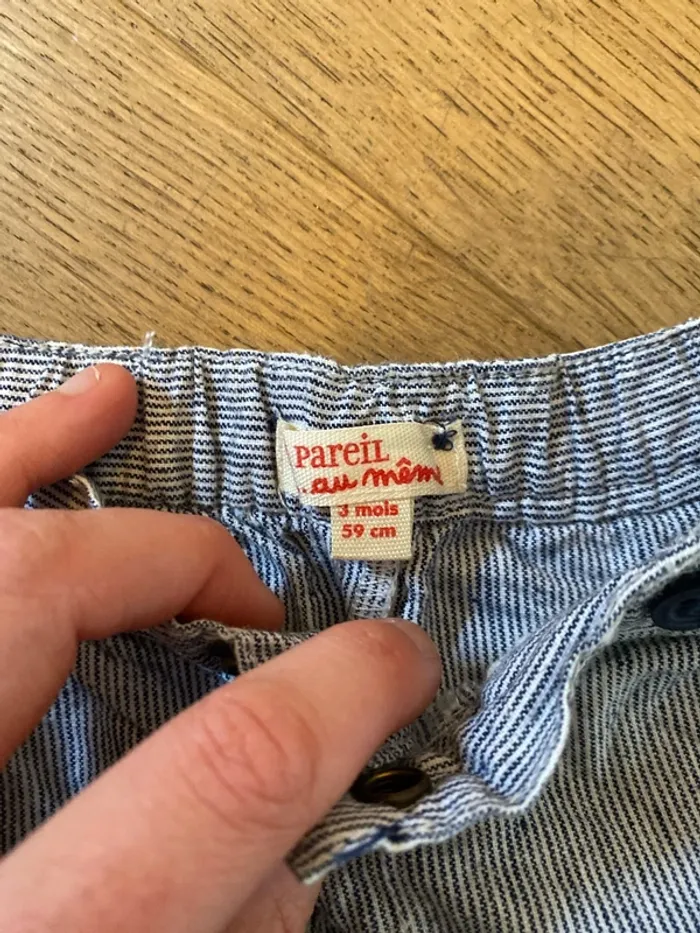 Pareil
au mêm
3 mois
59 cm